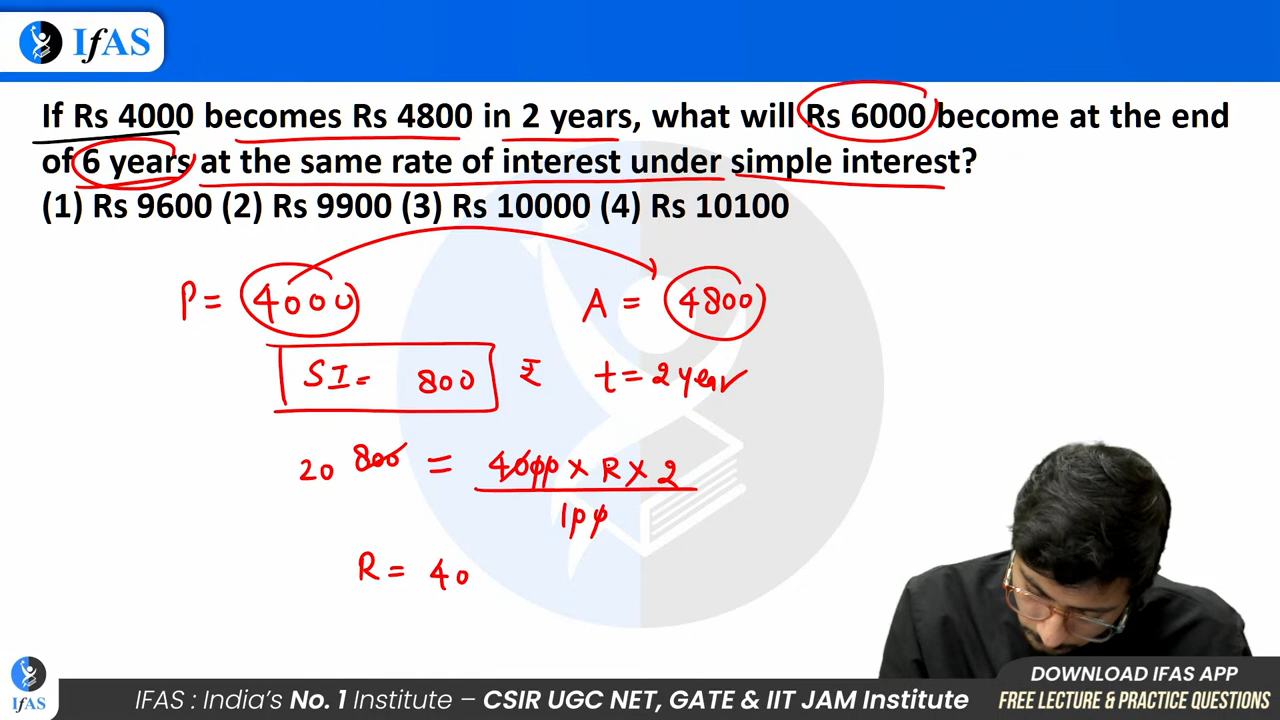 IfAS
If Rs 4000 becomes Rs 4800 in 2 years, what will Rs 6000 become at the end
of 6 years at the same rate of interest under simple interest?
(1) Rs 9600 (2) Rs 9900 (3) Rs 10000 (4) Rs 10100
P = 4000 A = 4800
SI = 800 ₹ t = 2 year
20 800 = 4000 × R × 2
100
R = 40
IfAS
IFAS : India's No. 1 Institute – CSIR UGC NET, GATE & IIT JAM Institute
DOWNLOAD IFAS APP
FREE LECTURE & PRACTICE QUESTIONS